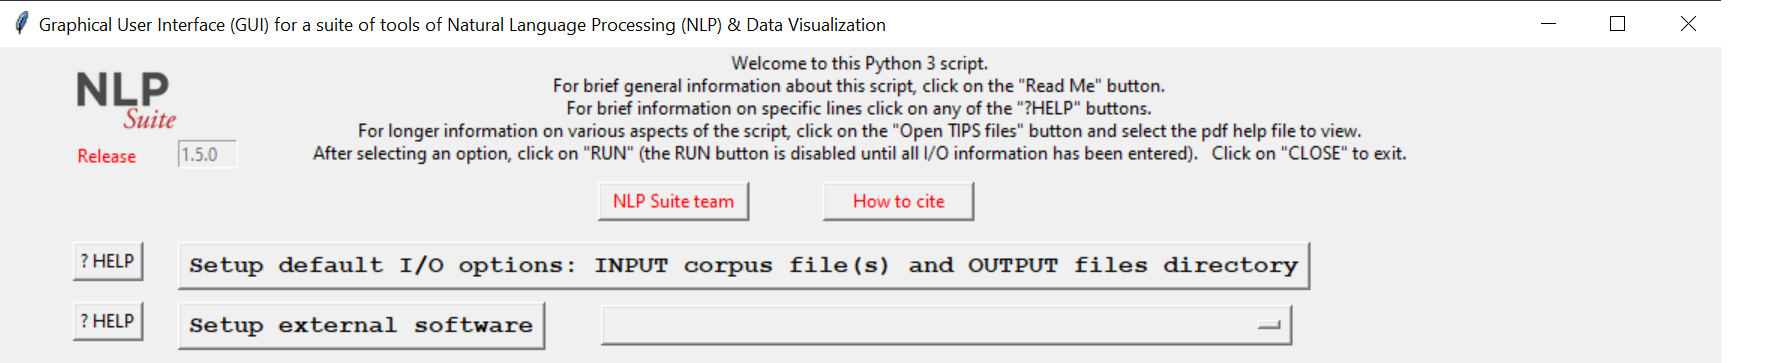 Graphical User Interface (GUI) for a suite of tools of Natural Language Processing (NLP) & Data Visualization
NLP
Suite
Release 1.5.0
Welcome to this Python 3 script.
For brief general information about this script, click on the "Read Me" button.
For brief information on specific lines click on any of the "?HELP" buttons.
For longer information on various aspects of the script, click on the "Open TIPS files" button and select the pdf help file to view.
After selecting an option, click on "RUN" (the RUN button is disabled until all I/O information has been entered). Click on "CLOSE" to exit.
NLP Suite team How to cite
? HELP Setup default I/O options: INPUT corpus file(s) and OUTPUT files directory
? HELP Setup external software